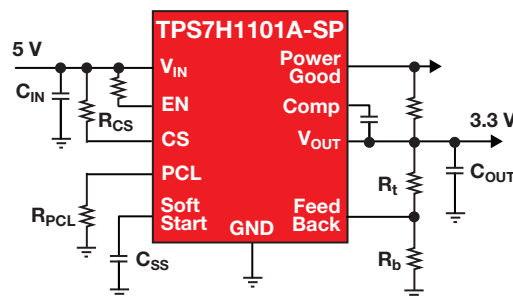 TPS7H1101A-SP
5 V
VIN
Power
Good
CIN
EN
RCS
Comp
CS
VOUT
3.3 V
PCL
Rt
COUT
RPCL
Soft
Start
Feed
Back
GND
CSS
Rb